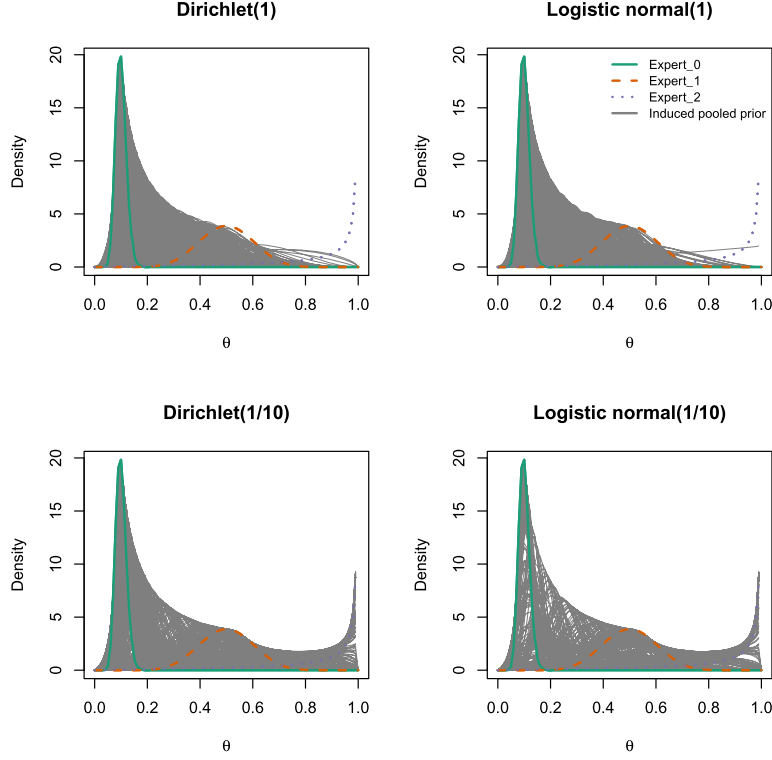 Dirichlet(1)
Density
20
15
10
5
0
0.0 0.2 0.4 0.6 0.8 1.0
θ
Logistic normal(1)
Density
20
15
10
5
0
Expert_0
Expert_1
Expert_2
Induced pooled prior
0.0 0.2 0.4 0.6 0.8 1.0
θ
Dirichlet(1/10)
Density
20
15
10
5
0
0.0 0.2 0.4 0.6 0.8 1.0
θ
Logistic normal(1/10)
Density
20
15
10
5
0
0.0 0.2 0.4 0.6 0.8 1.0
θ